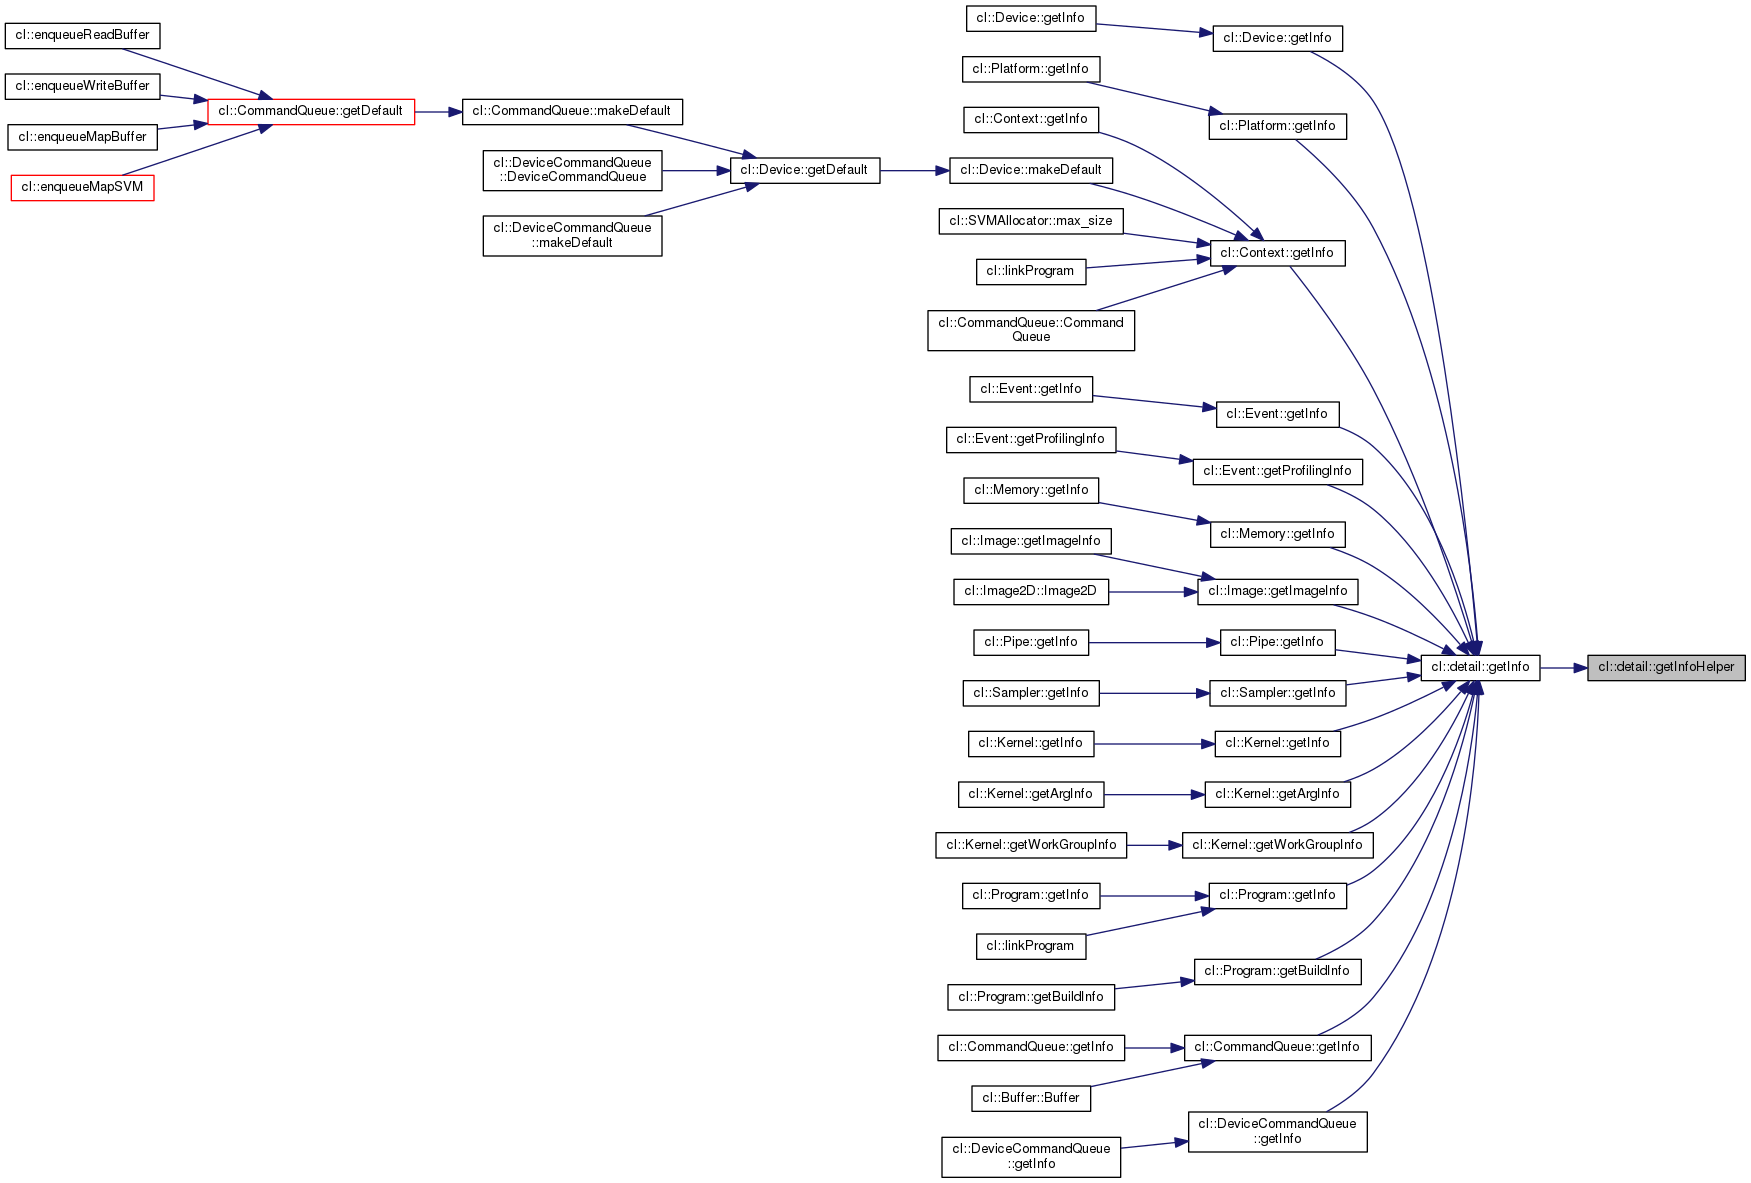 cl::enqueueReadBuffer
cl::enqueueWriteBuffer
cl::enqueueMapBuffer
cl::enqueueMapSVM
cl::CommandQueue::getDefault
cl::CommandQueue::makeDefault
cl::DeviceCommandQueue
::DeviceCommandQueue
cl::DeviceCommandQueue
::makeDefault
cl::Device::getDefault
cl::Device::getInfo
cl::Platform::getInfo
cl::Context::getInfo
cl::Device::makeDefault
cl::SVMAllocator::max_size
cl::linkProgram
cl::CommandQueue::Command
Queue
cl::Event::getInfo
cl::Event::getProfilingInfo
cl::Memory::getInfo
cl::Image::getImageInfo
cl::Image2D::Image2D
cl::Pipe::getInfo
cl::Sampler::getInfo
cl::Kernel::getInfo
cl::Kernel::getArgInfo
cl::Kernel::getWorkGroupInfo
cl::Program::getInfo
cl::linkProgram
cl::Program::getBuildInfo
cl::CommandQueue::getInfo
cl::Buffer::Buffer
cl::DeviceCommandQueue
::getInfo
cl::Device::getInfo
cl::Platform::getInfo
cl::Context::getInfo
cl::Event::getInfo
cl::Event::getProfilingInfo
cl::Memory::getInfo
cl::Image::getImageInfo
cl::Pipe::getInfo
cl::Sampler::getInfo
cl::Kernel::getInfo
cl::Kernel::getArgInfo
cl::Kernel::getWorkGroupInfo
cl::Program::getInfo
cl::Program::getBuildInfo
cl::CommandQueue::getInfo
cl::DeviceCommandQueue
::getInfo
cl::detail::getInfo
cl::detail::getInfoHelper